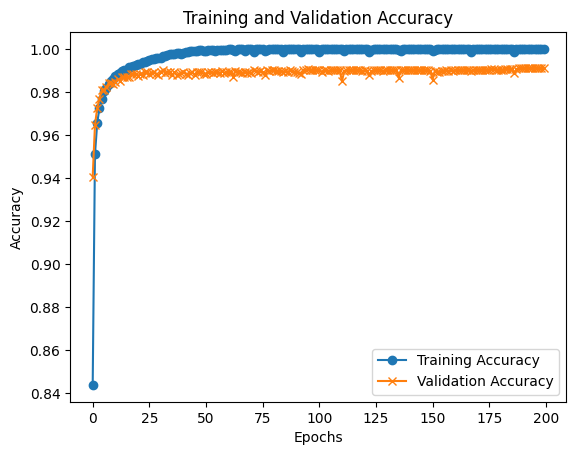 Training and Validation Accuracy
1.00
0.98
0.96
0.94
0.92
0.90
0.88
0.86
0.84
Accuracy
Training Accuracy
Validation Accuracy
0 25 50 75 100 125 150 175 200
Epochs